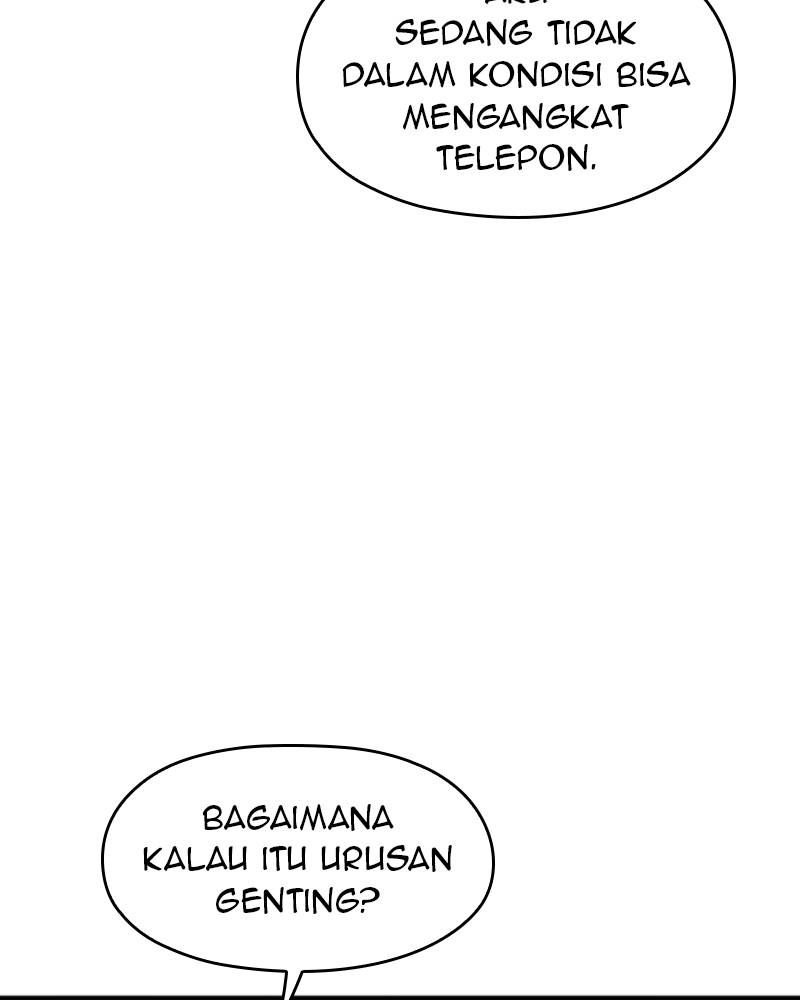 SEDANG TIDAK
DALAM KONDISI BISA
MENGANGKAT
TELEPON.
BAGAIMANA
KALAU ITU URUSAN
GENTING?